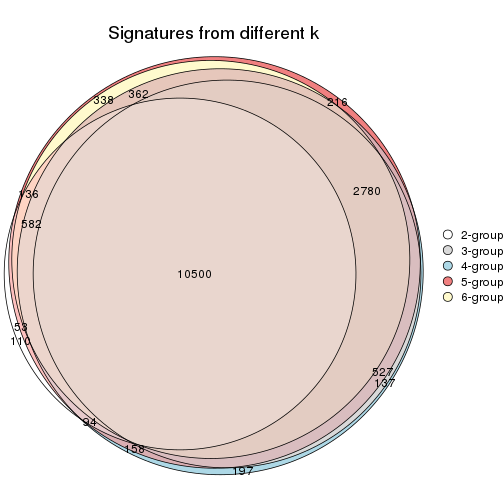 Signatures from different k
362
338
216
2780
136
582
10500
53
110
527
137
94
158
197
2-group
3-group
4-group
5-group
6-group